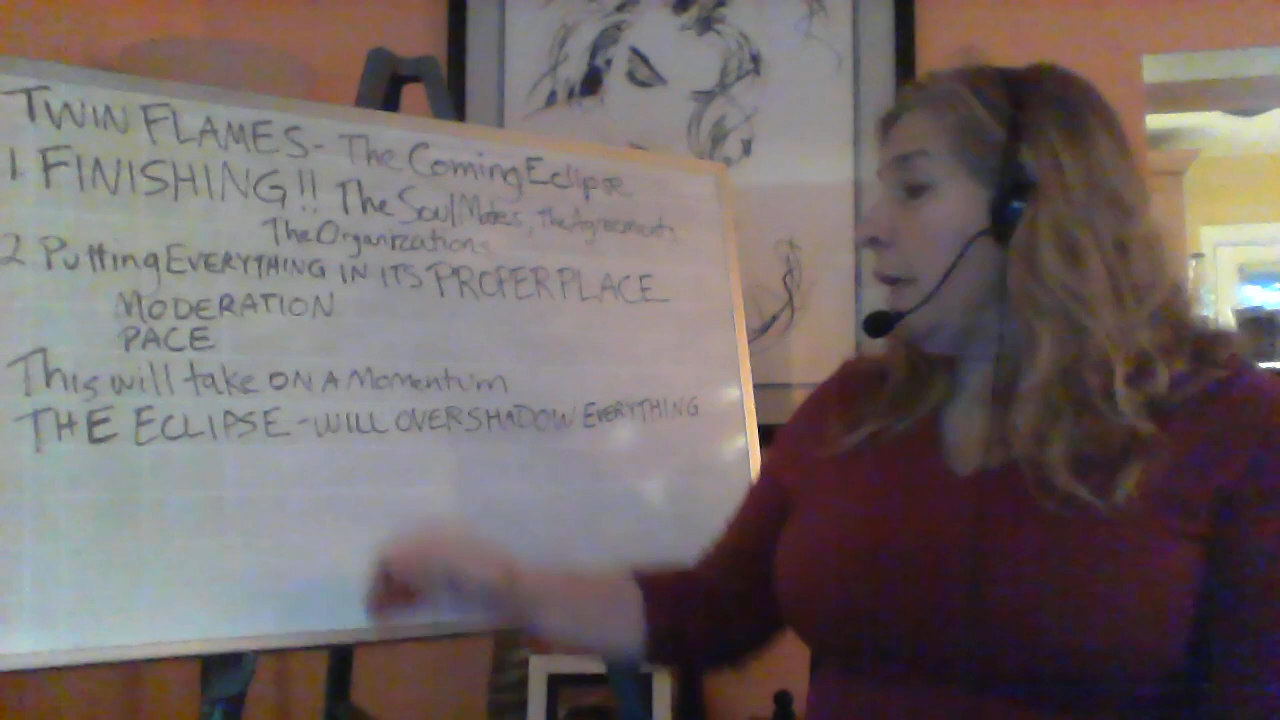 TWIN FLAMES - The Coming Eclipse
1 FINISHING!! The Soul Mates, The Agreements
The Organizations
2 Putting EVERYTHING IN ITS PROPER PLACE
MODERATION
PACE
This will take ON A Momentum
THE ECLIPSE - WILL OVERSHADOW EVERYTHING